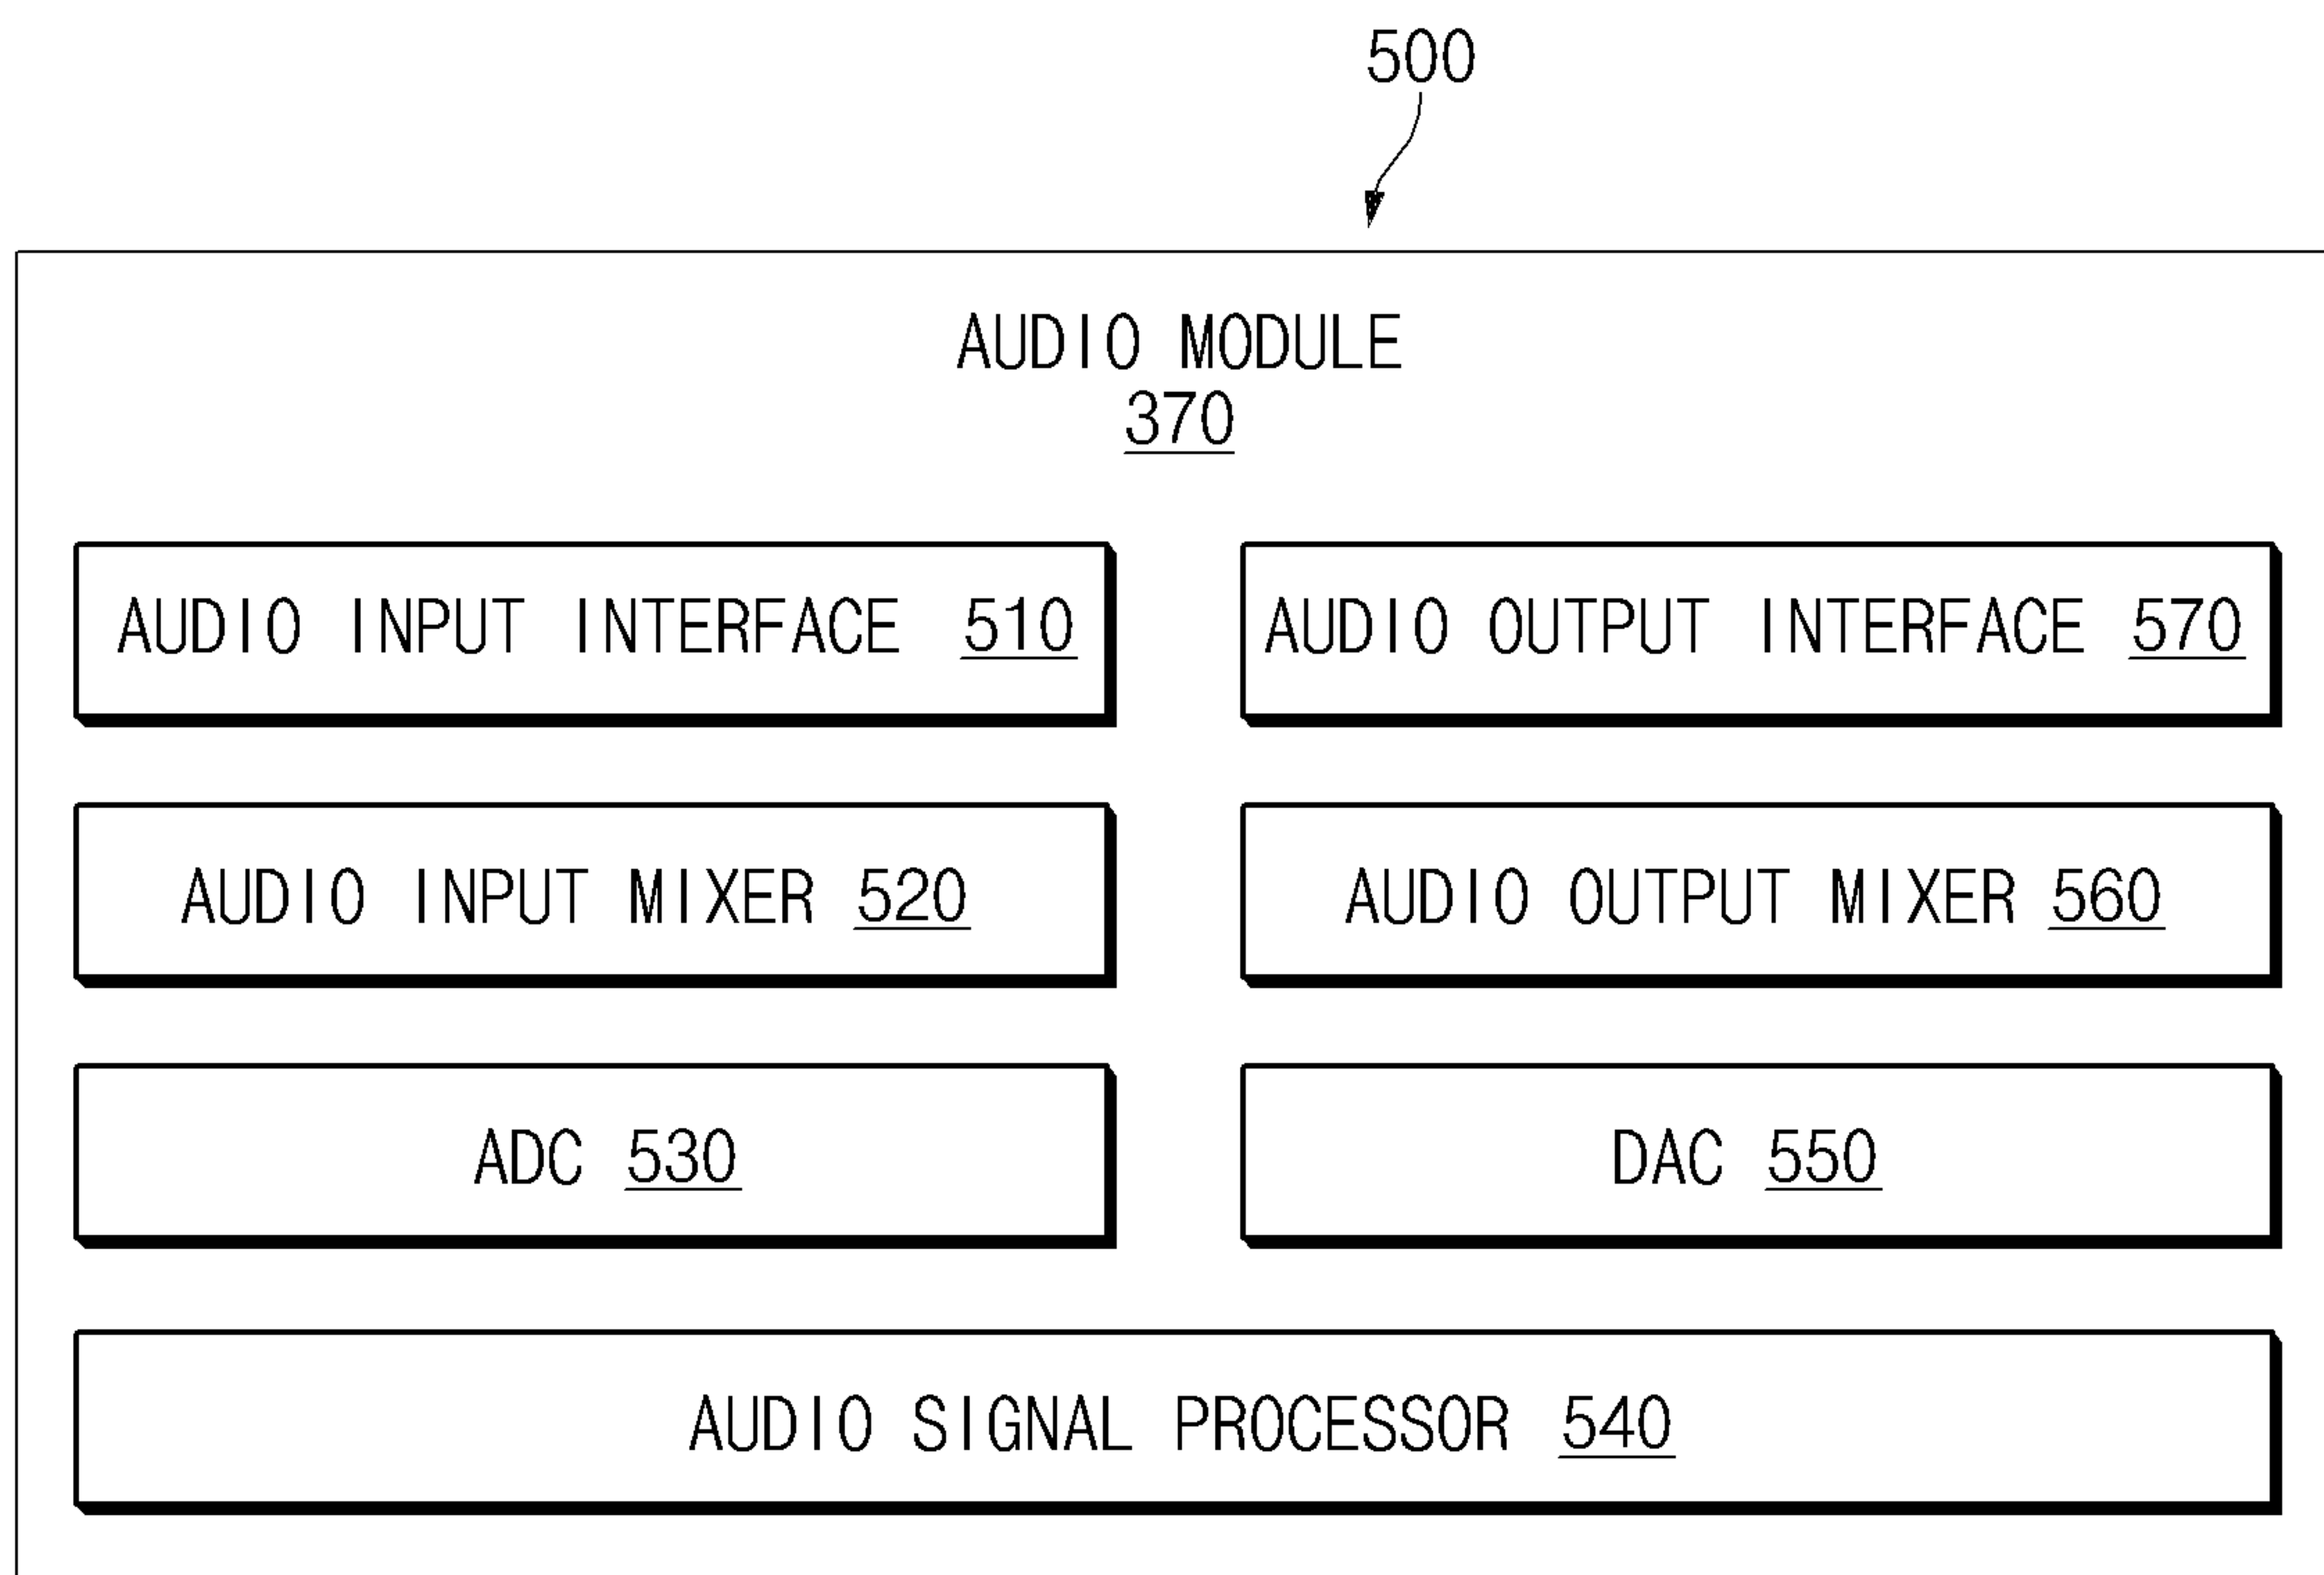 500
AUDIO MODULE
370
AUDIO INPUT INTERFACE 510
AUDIO OUTPUT INTERFACE 570
AUDIO INPUT MIXER 520
AUDIO OUTPUT MIXER 560
ADC 530
DAC 550
AUDIO SIGNAL PROCESSOR 540